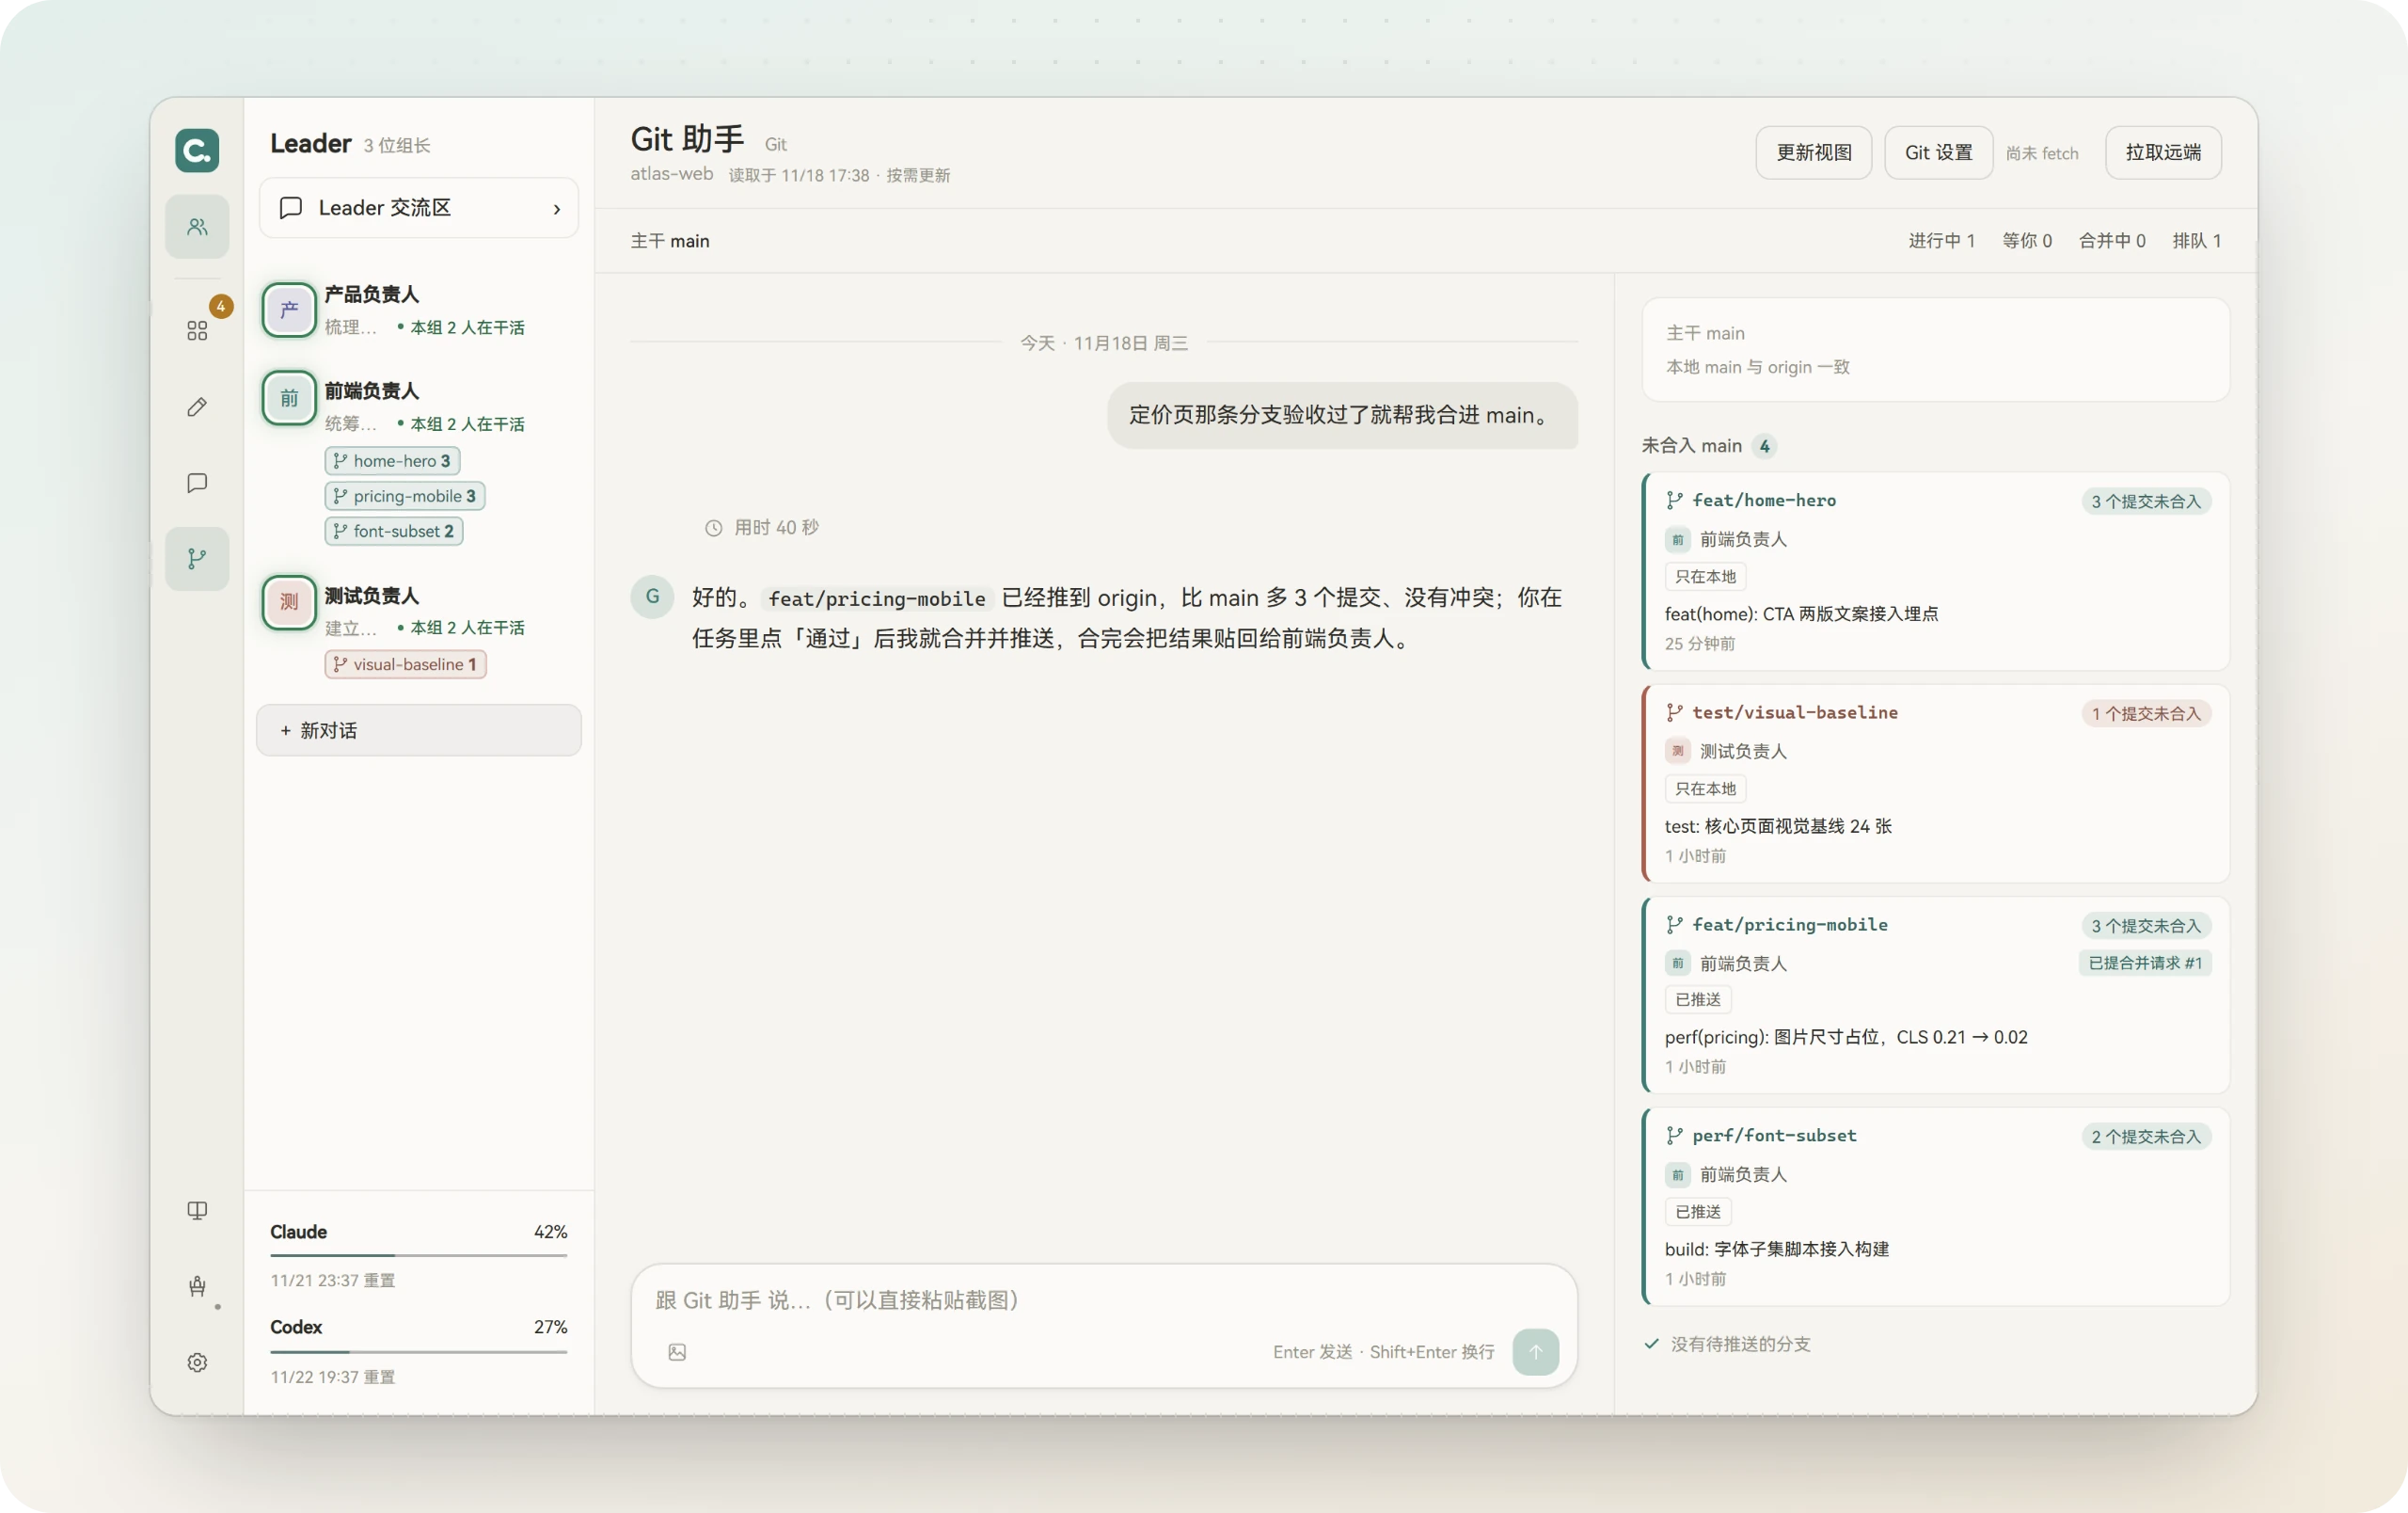 C.
4
Leader 3 位组长
Leader 交流区 ›
产
产品负责人
梳理… • 本组 2 人在干活
前
前端负责人
统筹… • 本组 2 人在干活
home-hero 3
pricing-mobile 3
font-subset 2
测
测试负责人
建立… • 本组 2 人在干活
visual-baseline 1
+ 新对话
Claude 42%
11/21 23:37 重置
Codex 27%
11/22 19:37 重置
Git 助手 Git
atlas-web 读取于 11/18 17:38 · 按需更新
更新视图 Git 设置 尚未 fetch 拉取远端
主干 main
进行中 1 等你 0 合并中 0 排队 1
今天 · 11月18日 周三
定价页那条分支验收过了就帮我合进 main。
用时 40 秒
G
好的。 feat/pricing-mobile 已经推到 origin，比 main 多 3 个提交、没有冲突；你在
任务里点「通过」后我就合并并推送，合完会把结果贴回给前端负责人。
跟 Git 助手 说…（可以直接粘贴截图）
Enter 发送 · Shift+Enter 换行
主干 main
本地 main 与 origin 一致
未合入 main 4
feat/home-hero 3 个提交未合入
前 前端负责人
只在本地
feat(home): CTA 两版文案接入埋点
25 分钟前
test/visual-baseline 1 个提交未合入
测 测试负责人
只在本地
test: 核心页面视觉基线 24 张
1 小时前
feat/pricing-mobile 3 个提交未合入
前 前端负责人 已提合并请求 #1
已推送
perf(pricing): 图片尺寸占位，CLS 0.21 → 0.02
1 小时前
perf/font-subset 2 个提交未合入
前 前端负责人
已推送
build: 字体子集脚本接入构建
1 小时前
没有待推送的分支